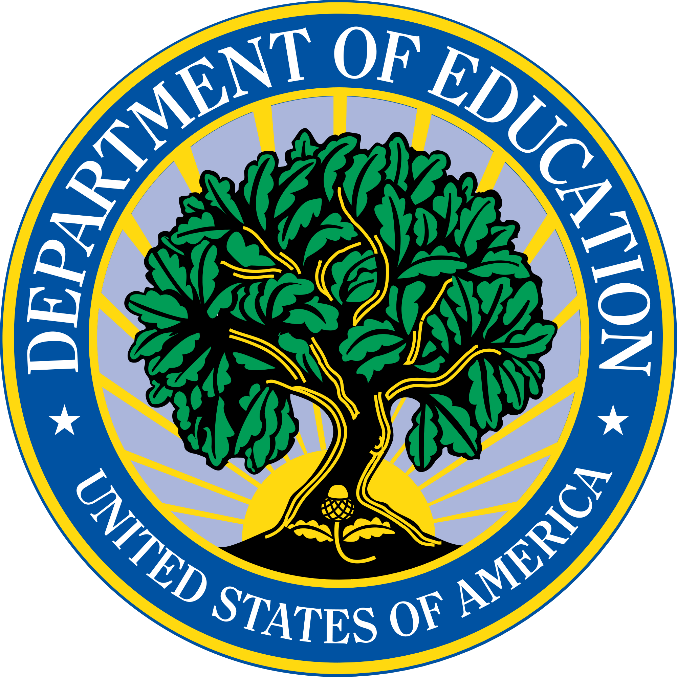 DEPARTMENT OF EDUCATION
UNITED STATES OF AMERICA